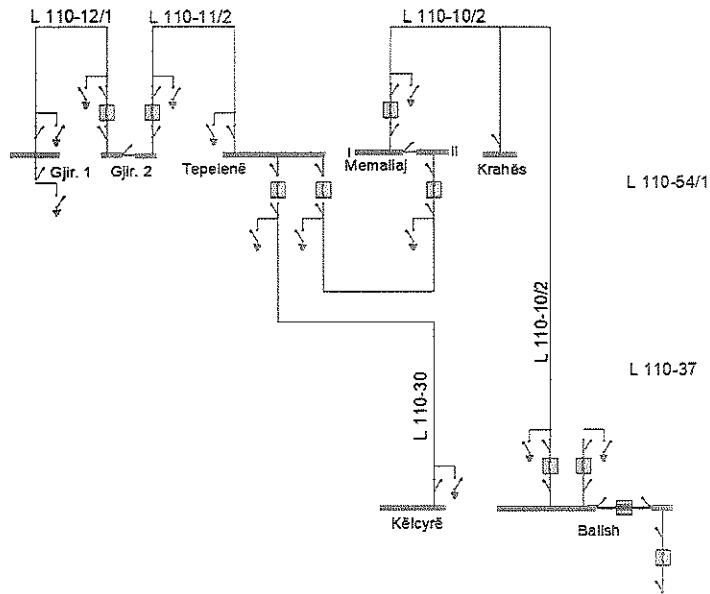 L 110-12/1
L 110-11/2
L 110-10/2
Gjir. 1
Gjir. 2
Tepelenë
I
II
Memaliaj
Krahës
L 110-54/1
L 110-10/2
L 110-37
L 110-30
Këlcyrë
Ballsh